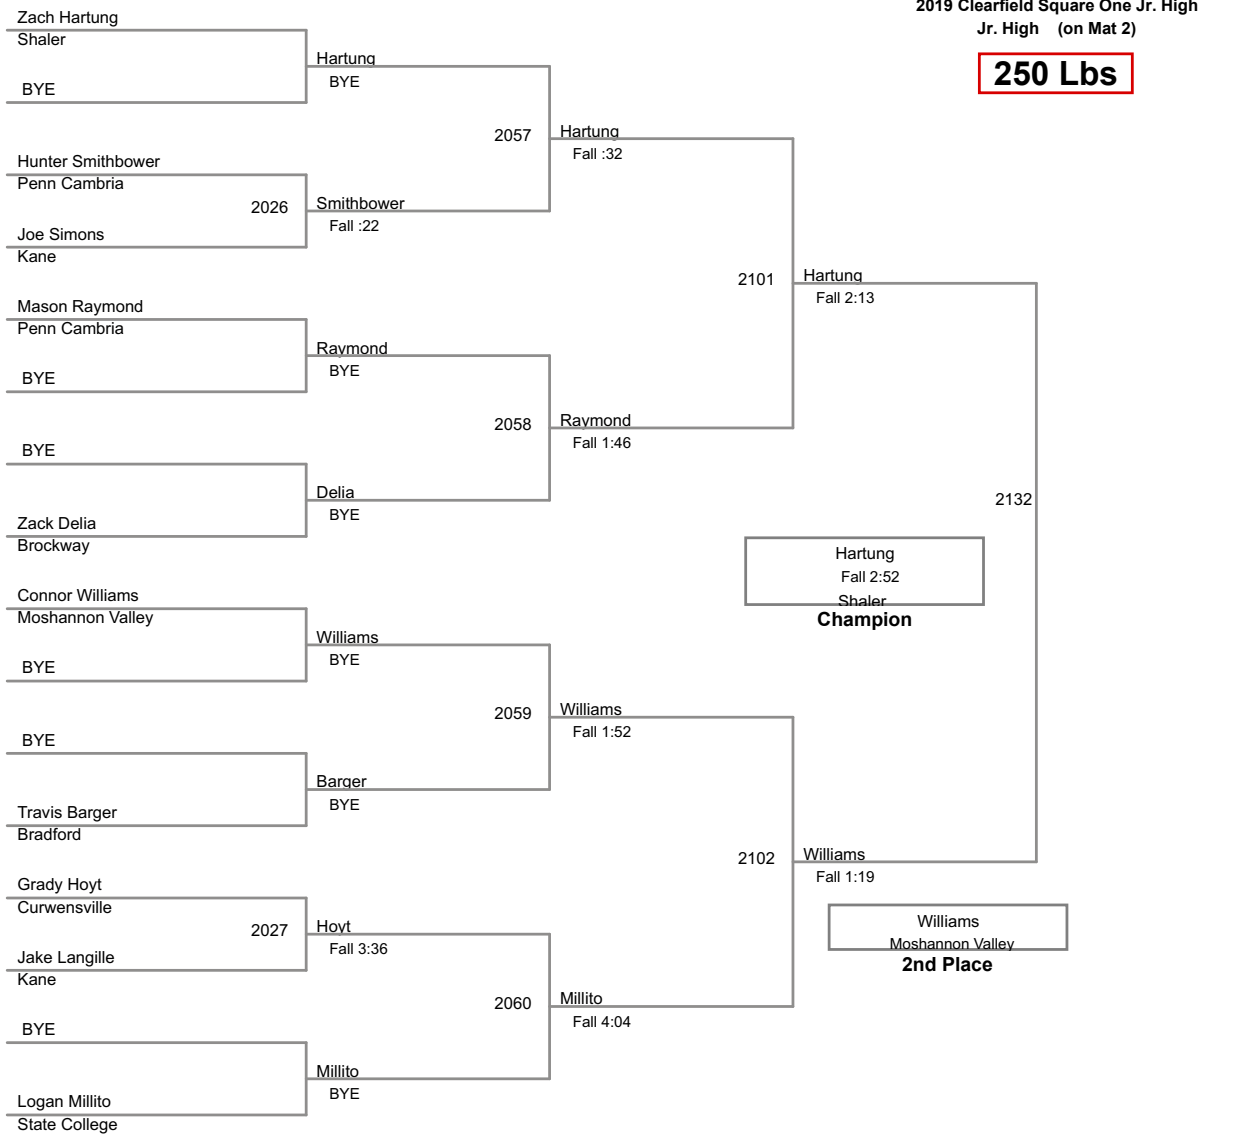 2019 Clearfield Square One Jr. High
Jr. High (on Mat 2)
250 Lbs
Zach Hartung
Shaler
BYE
Hunter Smithbower
Penn Cambria
2026
Joe Simons
Kane
Mason Raymond
Penn Cambria
BYE
BYE
Zack Delia
Brockway
Connor Williams
Moshannon Valley
BYE
BYE
Travis Barger
Bradford
Grady Hoyt
Curwensville
2027
Jake Langille
Kane
BYE
Logan Millito
State College
Hartung
BYE
2057
Smithbower
Fall :22
Raymond
BYE
2058
Delia
BYE
Williams
BYE
2059
Barger
BYE
Hoyt
Fall 3:36
2060
Millito
BYE
Hartung
Fall :32
2101
Raymond
Fall 1:46
Williams
Fall 1:52
2102
Millito
Fall 4:04
Hartung
Fall 2:13
2132
Williams
Fall 1:19
Hartung
Fall 2:52
Shaler
Champion
Williams
Moshannon Valley
2nd Place